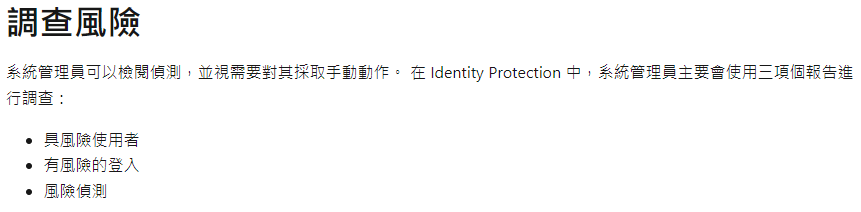 調查風險
系統管理員可以檢閱偵測，並視需要對其採取手動動作。 在 Identity Protection 中，系統管理員主要會使用三項個報告進
行調查：
• 具風險使用者
• 有風險的登入
• 風險偵測